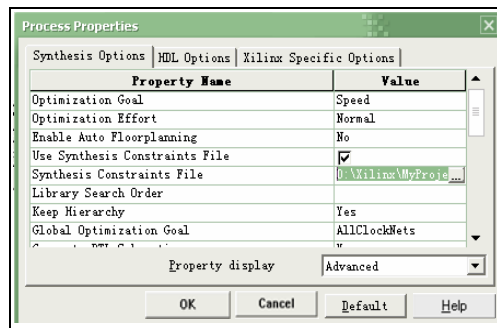 Process Properties
Synthesis Options HDL Options Xilinx Specific Options
Property Name Value
Optimization Goal Speed
Optimization Effort Normal
Enable Auto Floorplanning No
Use Synthesis Constraints File
Synthesis Constraints File D:\Xilinx\MyProje ...
Library Search Order
Keep Hierarchy Yes
Global Optimization Goal AllClockNets
Property display Advanced
OK Cancel Default Help